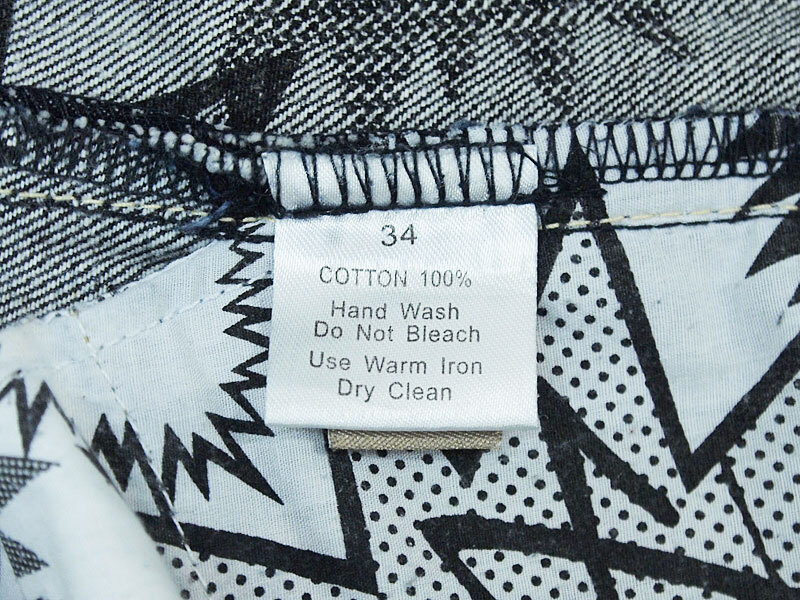 34
COTTON 100%
Hand Wash
Do Not Bleach
Use Warm Iron
Dry Clean